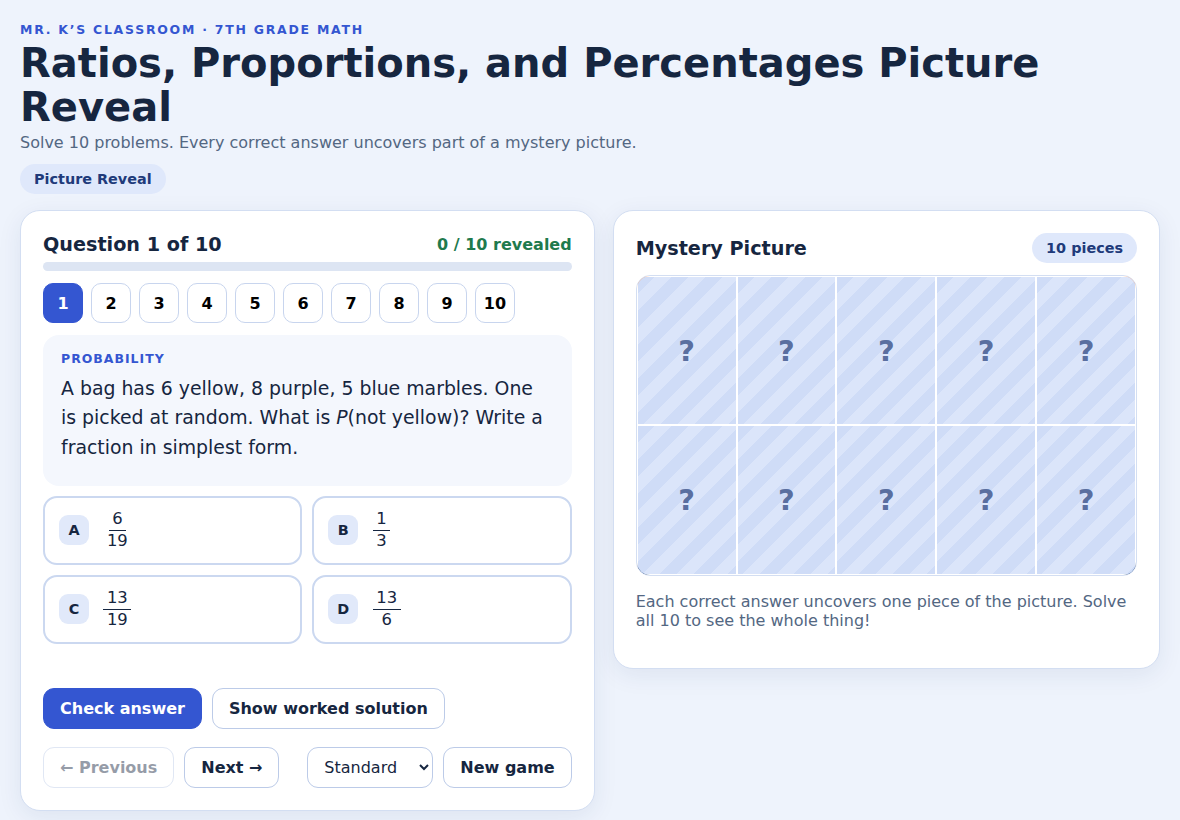 MR. K’S CLASSROOM · 7TH GRADE MATH
Ratios, Proportions, and Percentages Picture
Reveal
Solve 10 problems. Every correct answer uncovers part of a mystery picture.
Picture Reveal
Question 1 of 10
0 / 10 revealed
1 2 3 4 5 6 7 8 9 10
PROBABILITY
A bag has 6 yellow, 8 purple, 5 blue marbles. One
is picked at random. What is P(not yellow)? Write a
fraction in simplest form.
A 6/19
B 1/3
C 13/19
D 13/6
Check answer
Show worked solution
← Previous
Next →
Standard
New game
Mystery Picture
10 pieces
? ? ? ? ?
? ? ? ? ?
Each correct answer uncovers one piece of the picture. Solve
all 10 to see the whole thing!